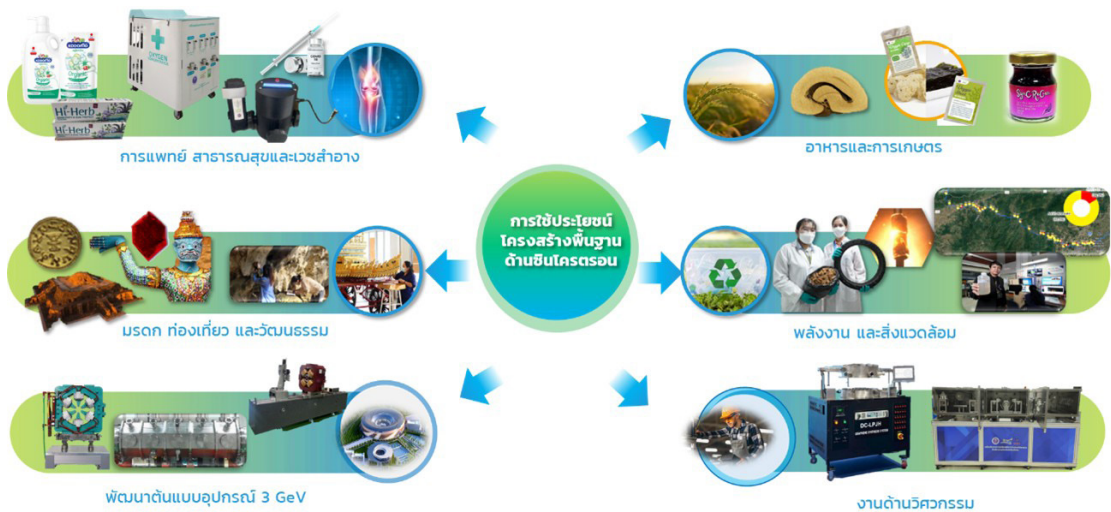 Organic
Hi-Herb
Hi-Herb
OXYGEN
การแพทย์ สาธารณสุขและเวชสำอาง
อาหารและการเกษตร
การใช้ประโยชน์
โครงสร้างพื้นฐาน
ด้านซินโครตรอน
มรดก ท่องเที่ยว และวัฒนธรรม
พลังงาน และสิ่งแวดล้อม
DC-LPJH
พัฒนาต้นแบบอุปกรณ์ 3 GeV
งานด้านวิศวกรรม